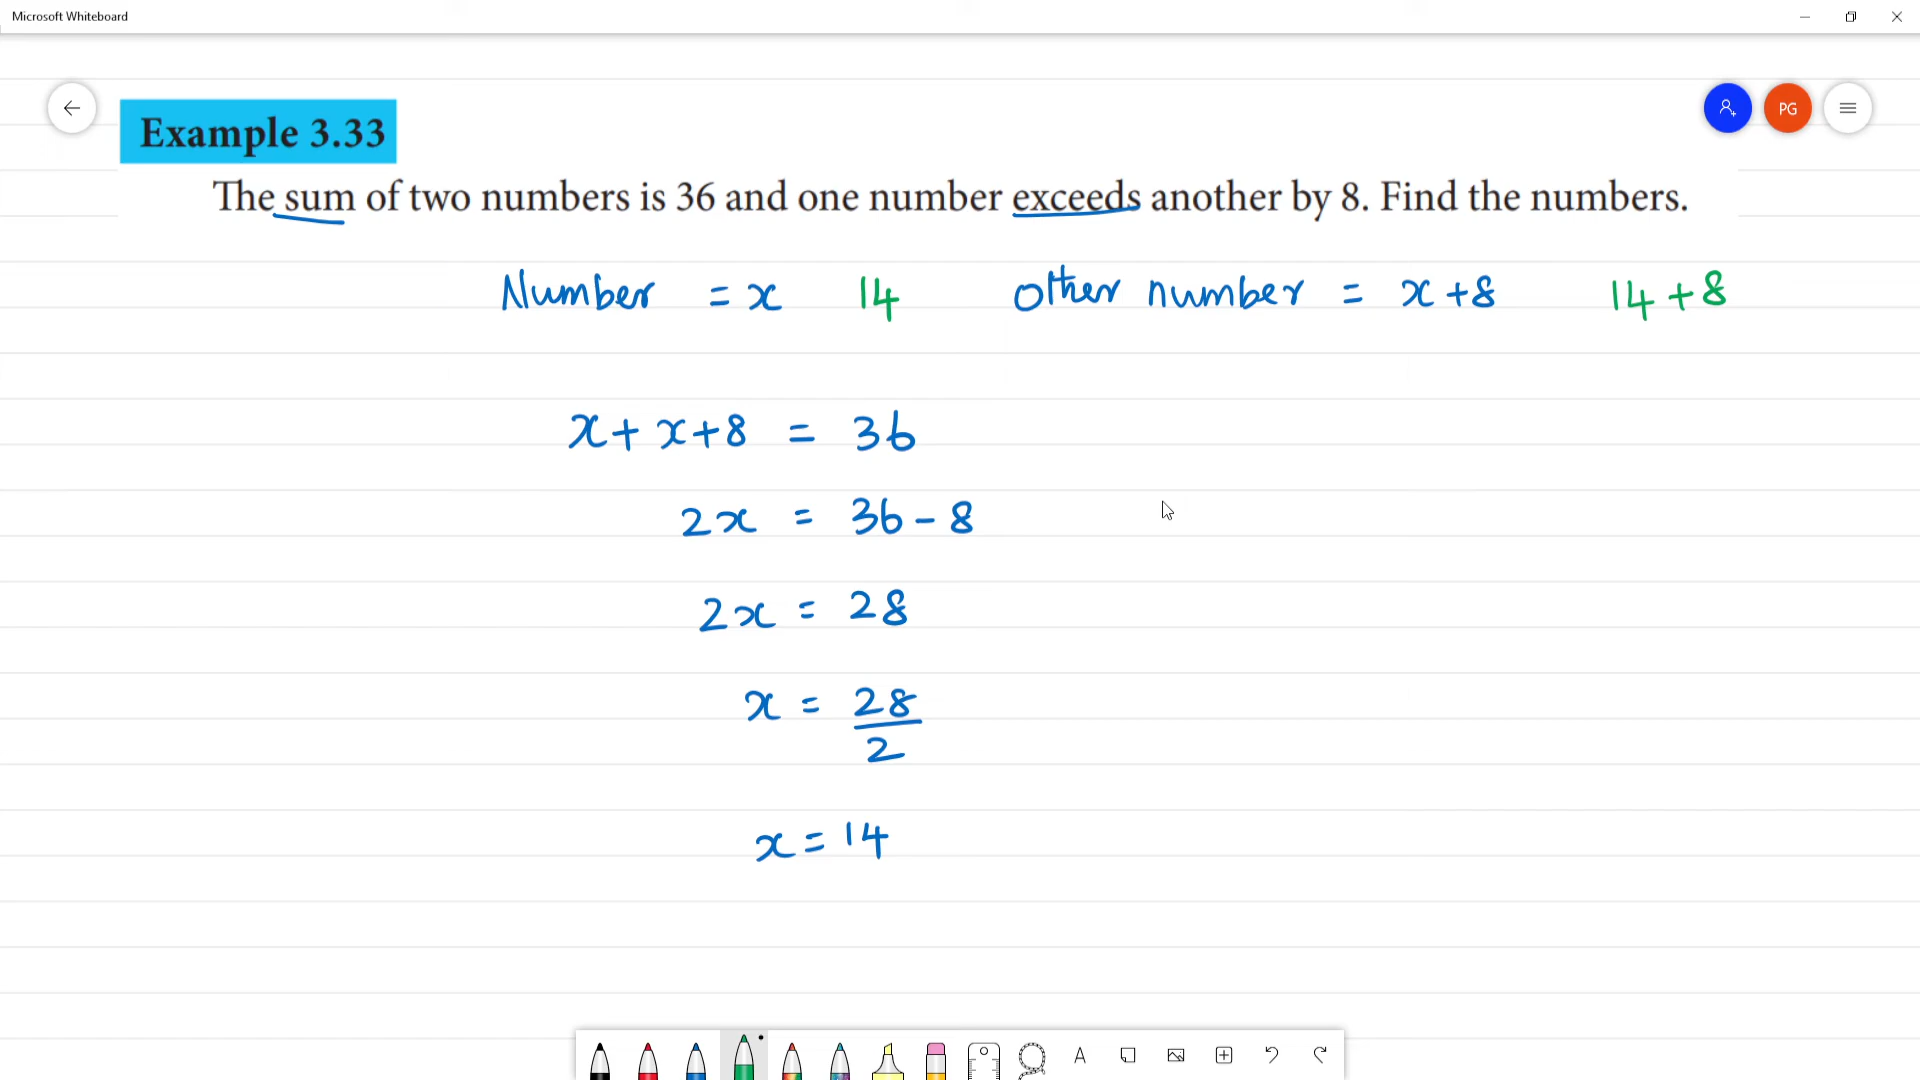 Microsoft Whiteboard
PG
Example 3.33
The sum of two numbers is 36 and one number exceeds another by 8. Find the numbers.
Number = x 14 other number = x + 8 14 + 8
x + x + 8 = 36
2x = 36 - 8
2x = 28
x = 28/2
x = 14
A